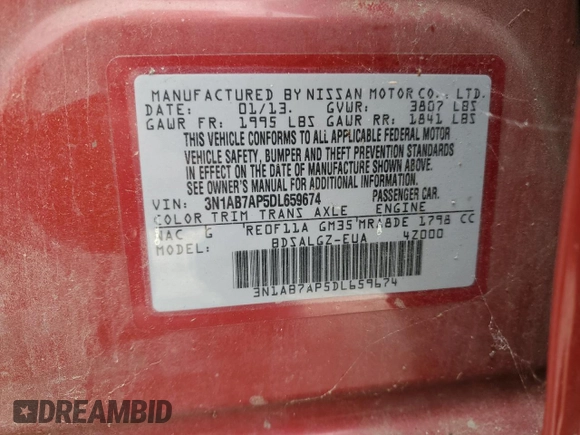 MANUFACTURED BY NISSAN MOTOR CO., LTD.
DATE: 01/13. GVWR: 3807 LBS
GAWR FR: 1995 LBS GAWR RR: 1841 LBS
THIS VEHICLE CONFORMS TO ALL APPLICABLE FEDERAL MOTOR
VEHICLE SAFETY, BUMPER AND THEFT PREVENTION STANDARDS
IN EFFECT ON THE DATE OF MANUFACTURE SHOWN ABOVE.
SEE OWNER'S MANUAL FOR ADDITIONAL INFORMATION.
VIN: 3N1AB7AP5DL659674 PASSENGER CAR.
COLOR TRIM TRANS AXLE ENGINE
NAC G RE0F11A GM35 MRA8DE 1798 CC
MODEL: BDSALGZ-EUA 4Z000
3N1AB7AP5DL659674
DREAMBID